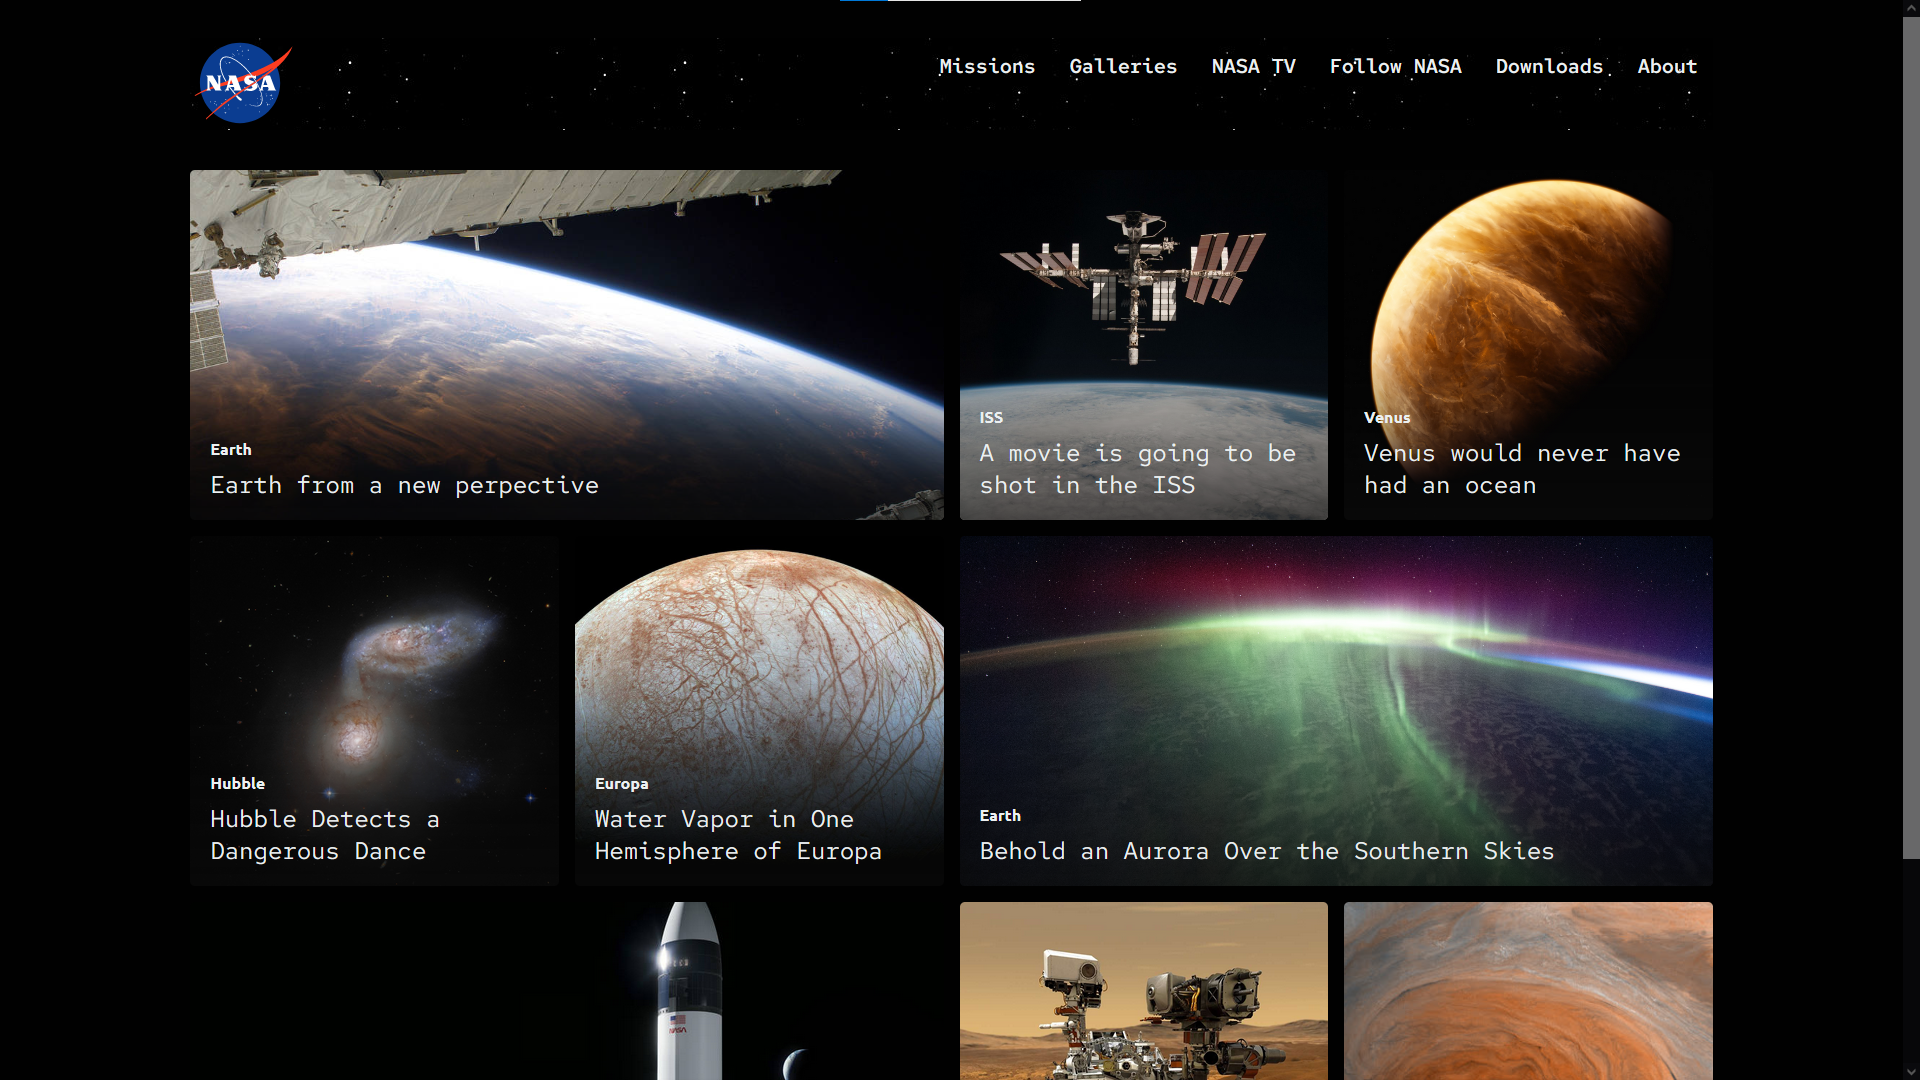 NASA
Missions Galleries NASA TV Follow NASA Downloads About
Earth
Earth from a new perpective
ISS
A movie is going to be
shot in the ISS
Venus
Venus would never have
had an ocean
Hubble
Hubble Detects a
Dangerous Dance
Europa
Water Vapor in One
Hemisphere of Europa
Earth
Behold an Aurora Over the Southern Skies
NASA